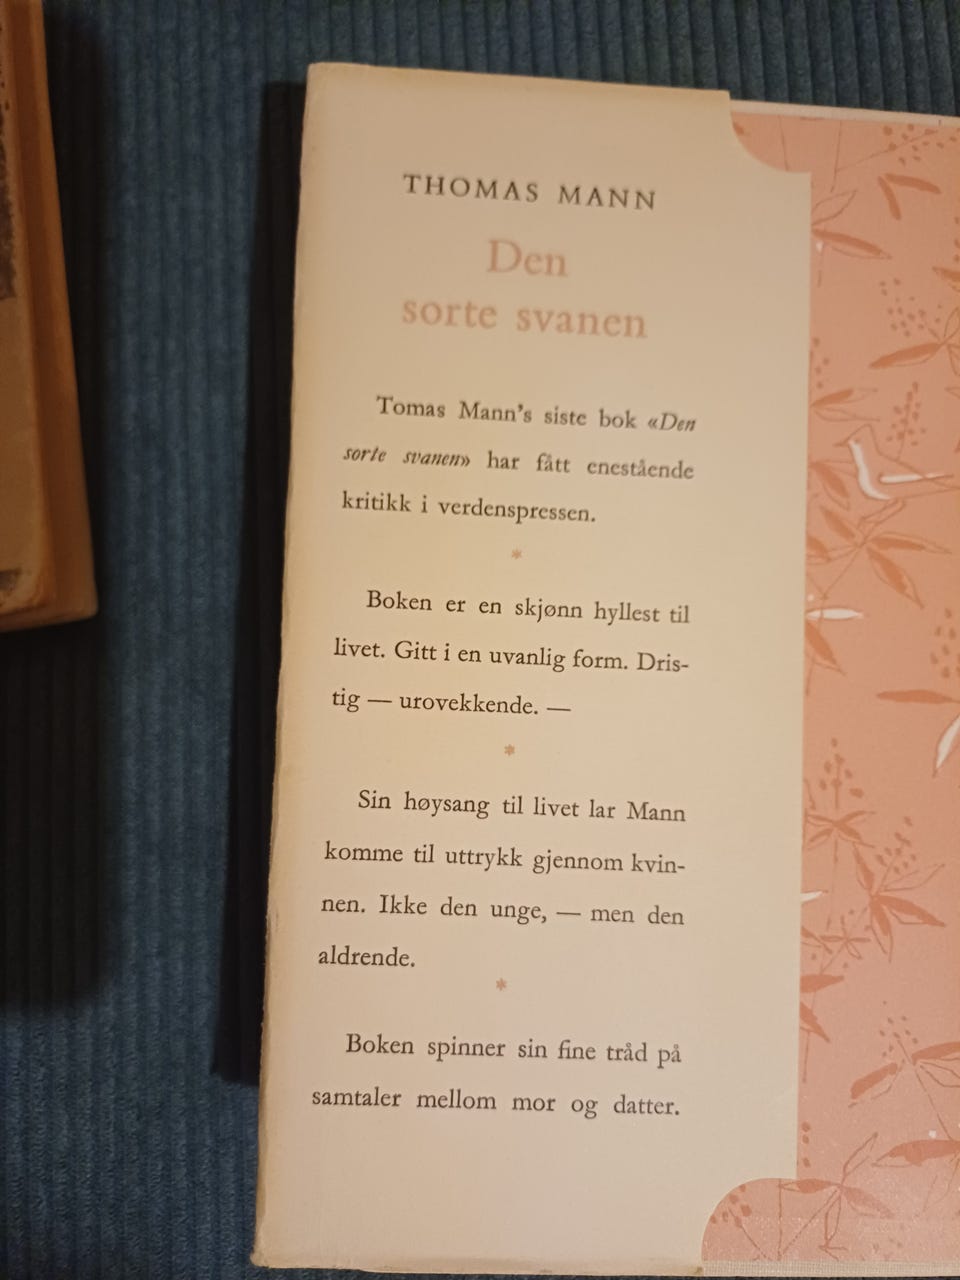 THOMAS MANN
Den
sorte svanen
Tomas Mann's siste bok «Den
sorte svanen» har fått enestående
kritikk i verdenspressen.
*
Boken er en skjønn hyllest til
livet. Gitt i en uvanlig form. Dris-
tig — urovekkende. —
*
Sin høysang til livet lar Mann
komme til uttrykk gjennom kvin-
nen. Ikke den unge, — men den
aldrende.
*
Boken spinner sin fine tråd på
samtaler mellom mor og datter.